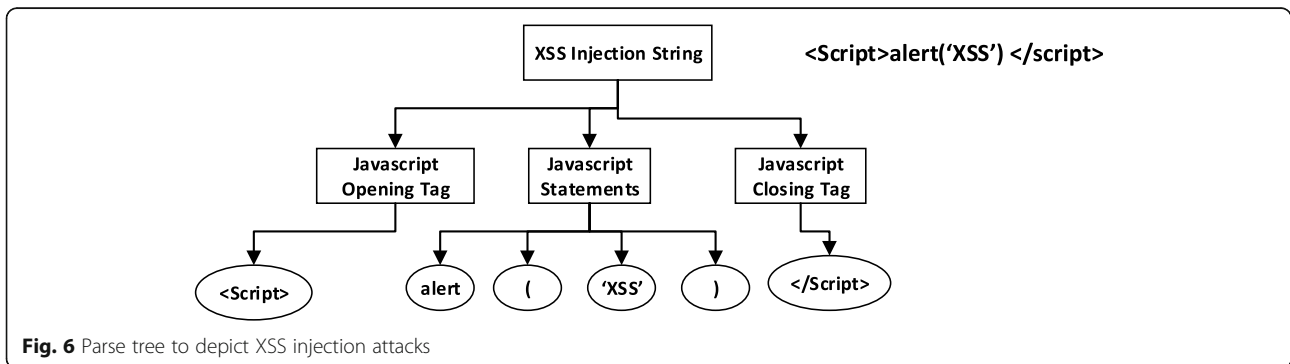 XSS Injection String
<Script>alert(‘XSS’) </script>
Javascript
Opening Tag
Javascript
Statements
Javascript
Closing Tag
<Script>
alert
(
‘XSS’
)
</Script>
Fig. 6 Parse tree to depict XSS injection attacks